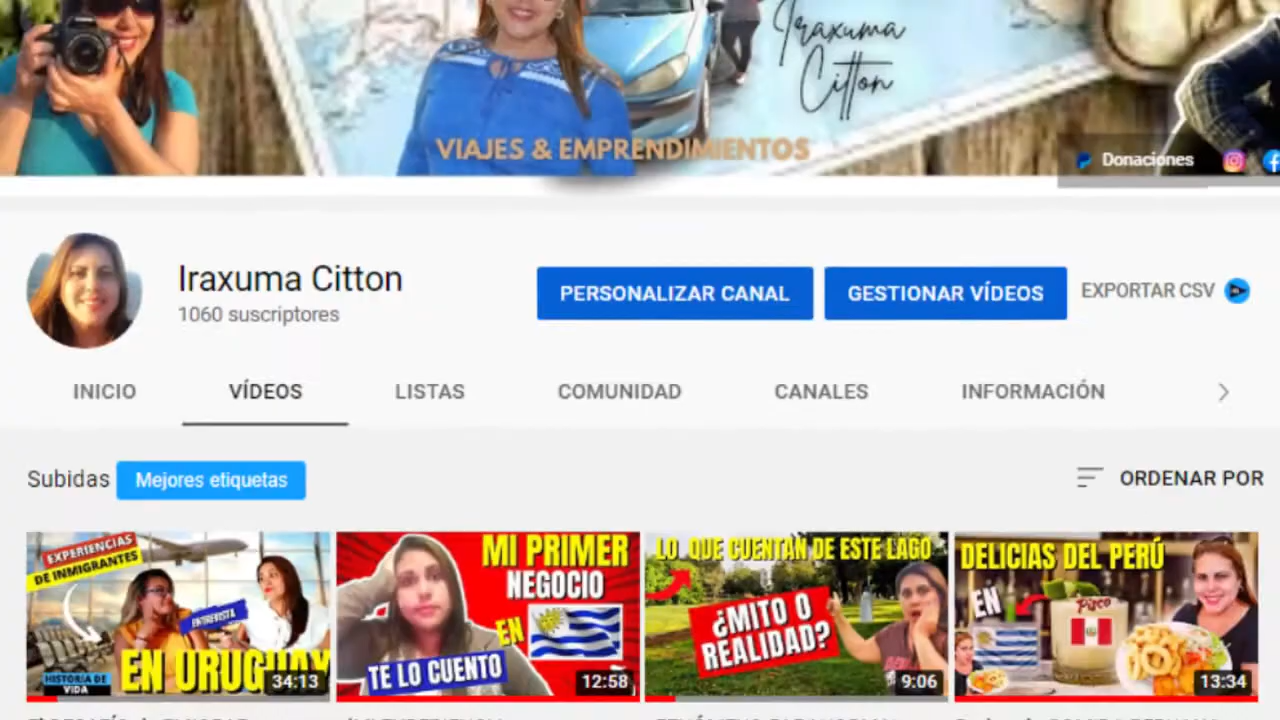 Iraxuma
Citton
VIAJES & EMPRENDIMIENTOS
Donaciones
Iraxuma Citton
1060 suscriptores
PERSONALIZAR CANAL
GESTIONAR VÍDEOS
EXPORTAR CSV
INICIO
VÍDEOS
LISTAS
COMUNIDAD
CANALES
INFORMACIÓN
Subidas
Mejores etiquetas
ORDENAR POR
EXPERIENCIAS
DE INMIGRANTES
ENTREVISTA
EN URUGUAY
HISTORIA DE
VIDA
34:13
MI PRIMER
NEGOCIO
EN
TE LO CUENTO
12:58
LO QUE CUENTAN DE ESTE LAGO
¿MITO O
REALIDAD?
9:06
DELICIAS DEL PERÚ
EN
Pisco
13:34